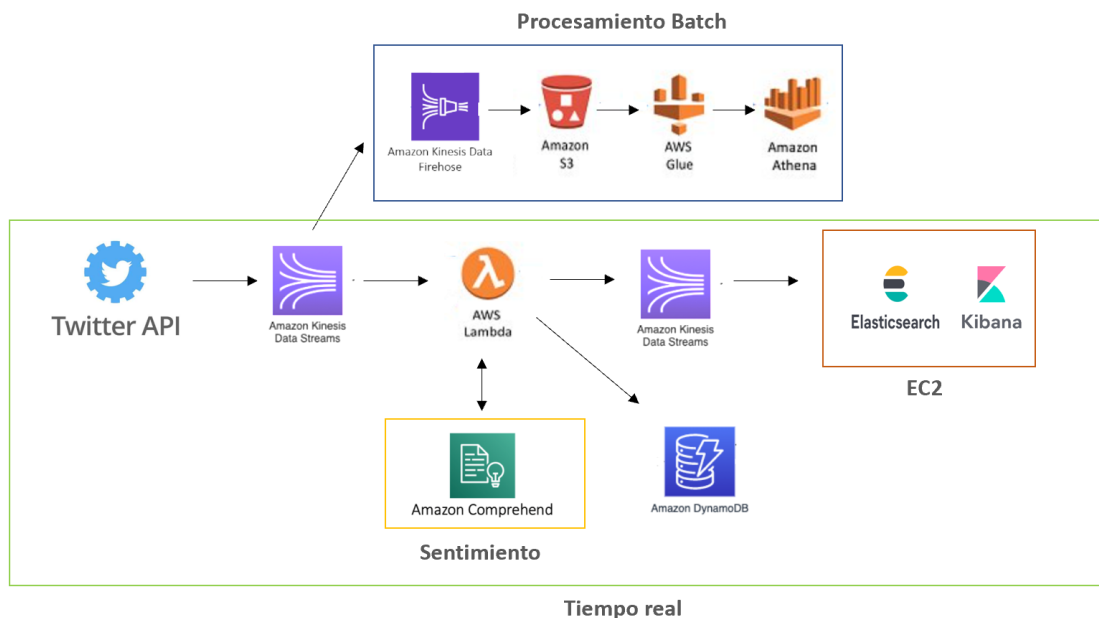 Procesamiento Batch
Amazon Kinesis Data
Firehose
Amazon
S3
AWS
Glue
Amazon
Athena
Twitter API
Amazon Kinesis
Data Streams
AWS
Lambda
Amazon Kinesis
Data Streams
Elasticsearch
Kibana
EC2
Amazon Comprehend
Sentimiento
Amazon DynamoDB
Tiempo real